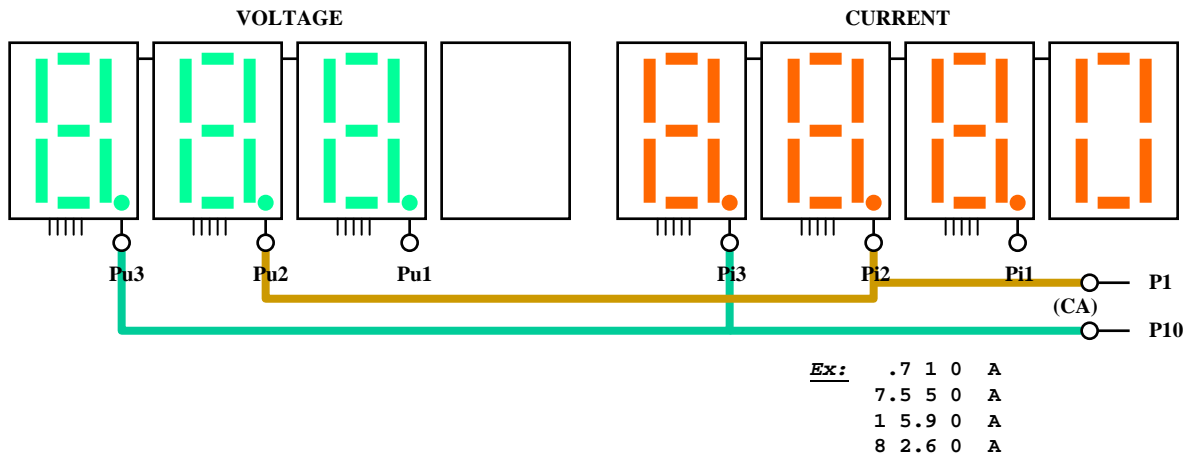 VOLTAGE CURRENT
Pu3 Pu2 Pu1 Pi3 Pi2 Pi1 P1
(CA)
P10
Ex: .7 1 0 A
7.5 5 0 A
1 5.9 0 A
8 2.6 0 A